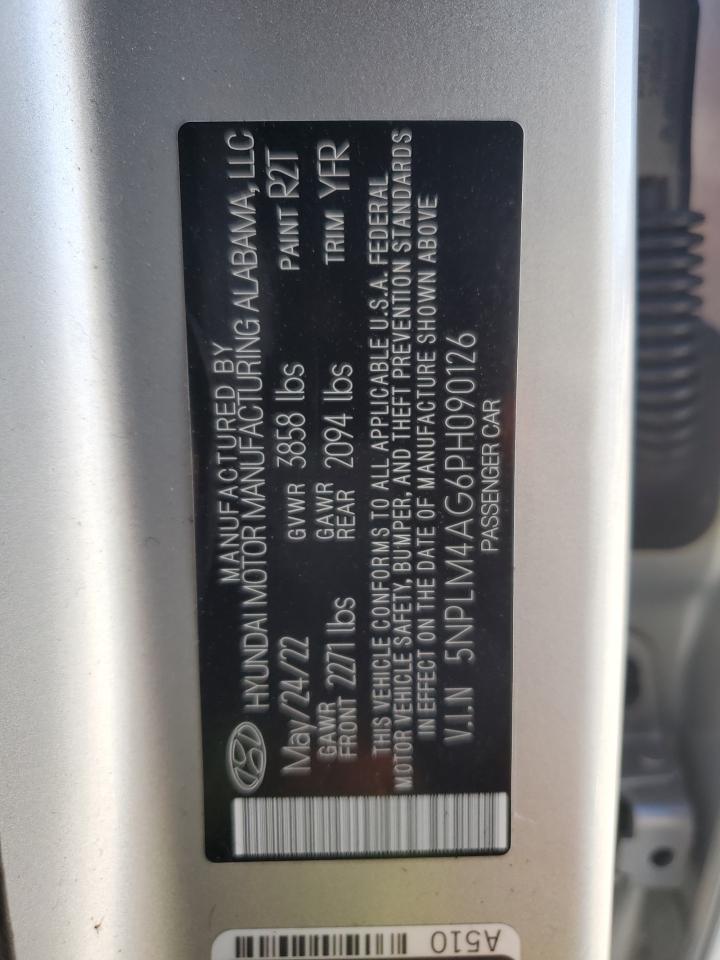 MANUFACTURED BY
HYUNDAI MOTOR MANUFACTURING ALABAMA, LLC
May/24/22 GVWR 3858 lbs PAINT R2T
GAWR FRONT 2271 lbs GAWR REAR 2094 lbs TRIM YFR
THIS VEHICLE CONFORMS TO ALL APPLICABLE U.S.A. FEDERAL
MOTOR VEHICLE SAFETY, BUMPER, AND THEFT PREVENTION STANDARDS
IN EFFECT ON THE DATE OF MANUFACTURE SHOWN ABOVE
V.I.N 5NPLM4AG6PH090126
PASSENGER CAR
A510